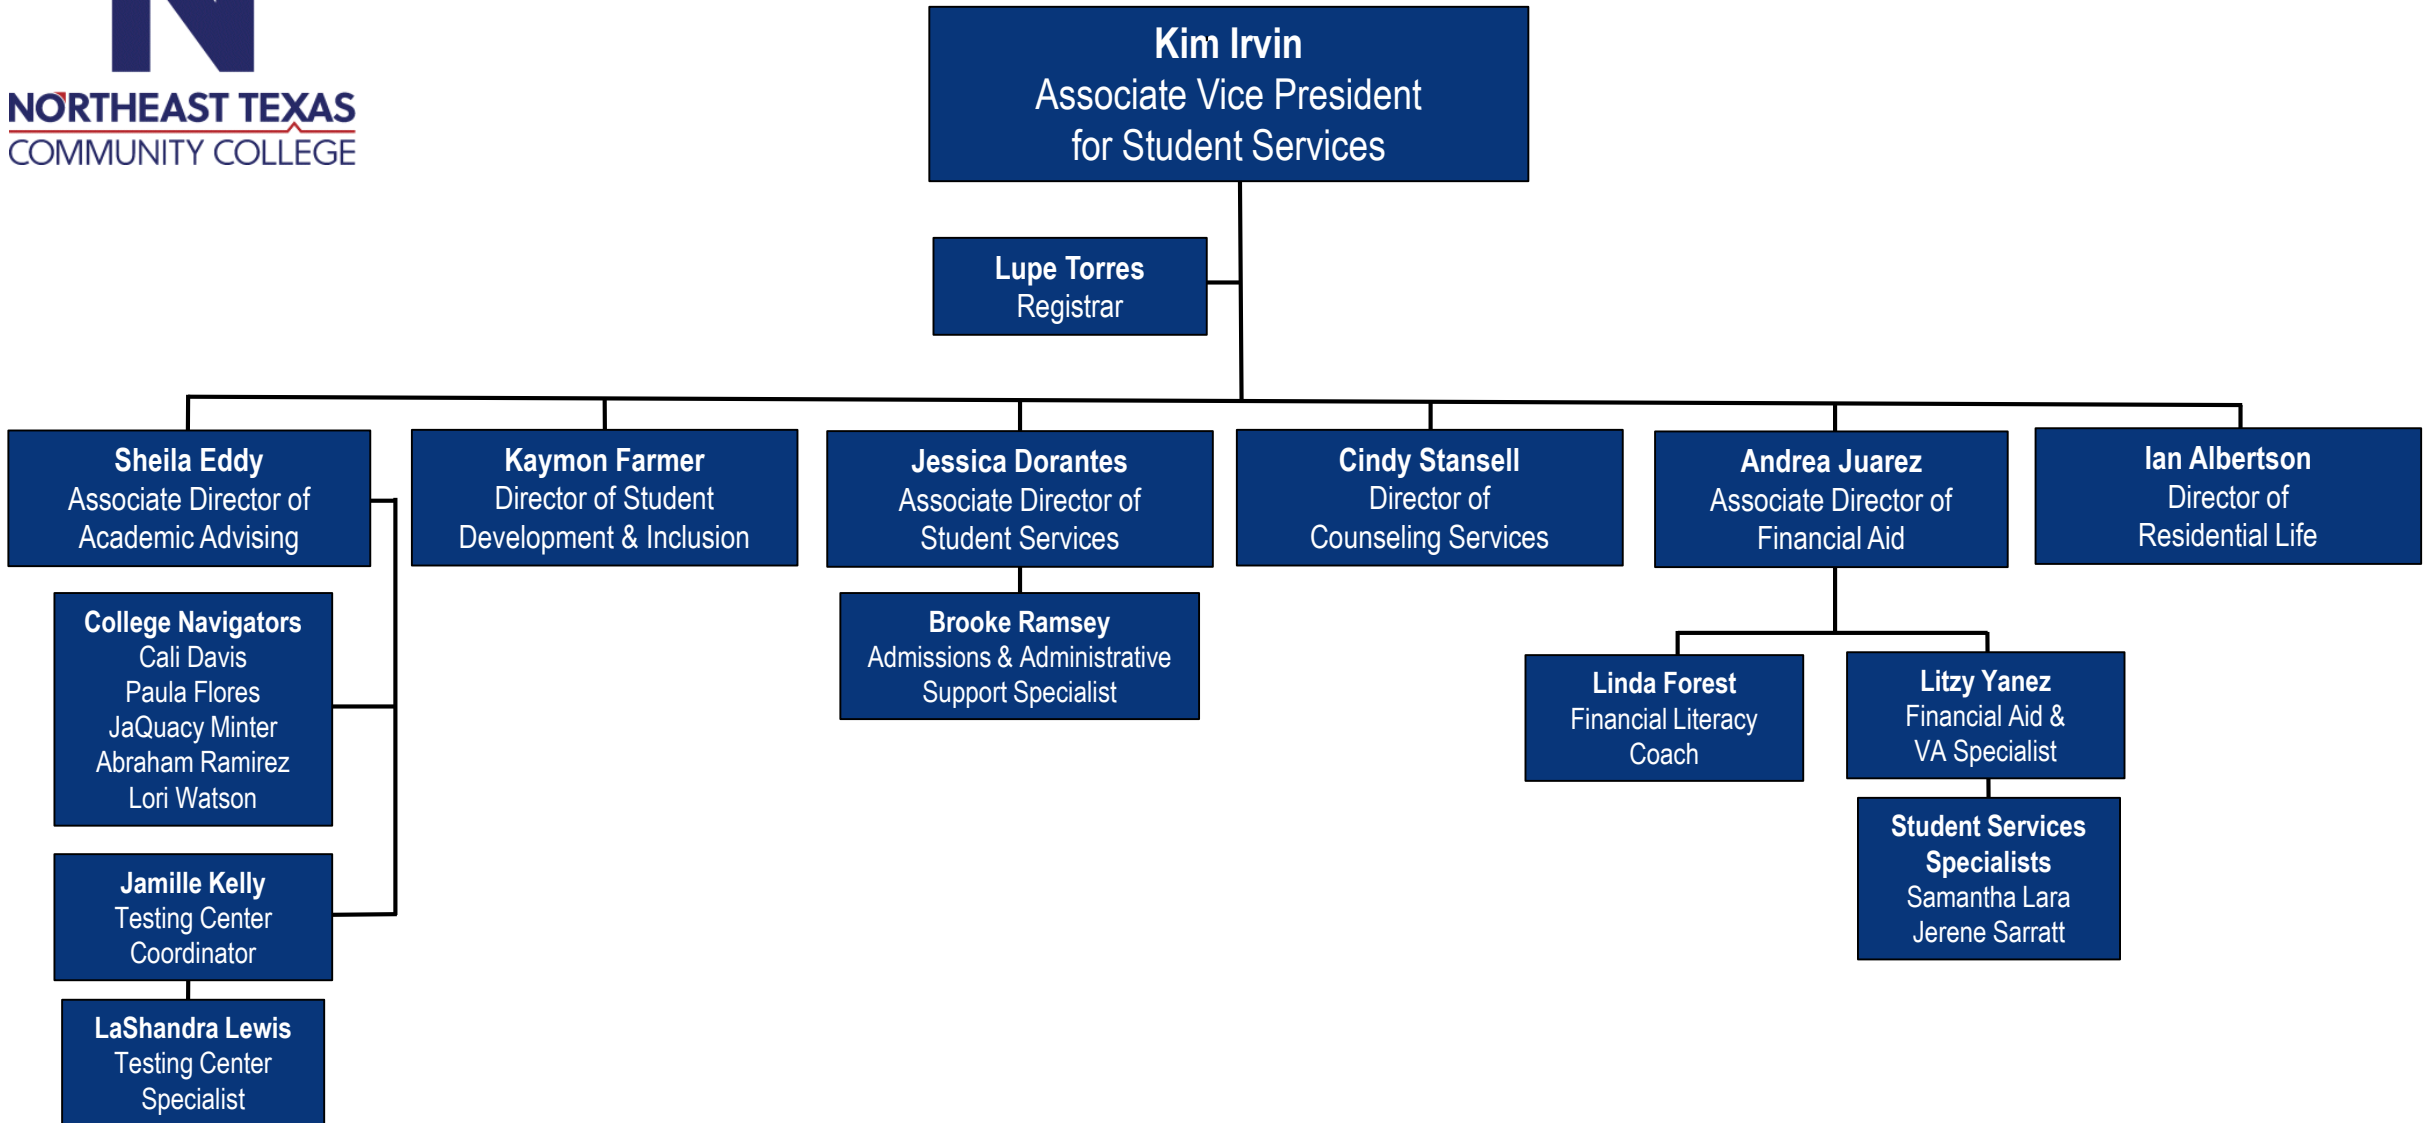 NORTHEAST TEXAS
COMMUNITY COLLEGE
Kim Irvin
Associate Vice President
for Student Services
Lupe Torres
Registrar
Sheila Eddy
Associate Director of
Academic Advising
Kaymon Farmer
Director of Student
Development & Inclusion
Jessica Dorantes
Associate Director of
Student Services
Cindy Stansell
Director of
Counseling Services
Andrea Juarez
Associate Director of
Financial Aid
Ian Albertson
Director of
Residential Life
College Navigators
Cali Davis
Paula Flores
JaQuacy Minter
Abraham Ramirez
Lori Watson
Brooke Ramsey
Admissions & Administrative
Support Specialist
Linda Forest
Financial Literacy
Coach
Litzy Yanez
Financial Aid &
VA Specialist
Student Services
Specialists
Samantha Lara
Jerene Sarratt
Jamille Kelly
Testing Center
Coordinator
LaShandra Lewis
Testing Center
Specialist